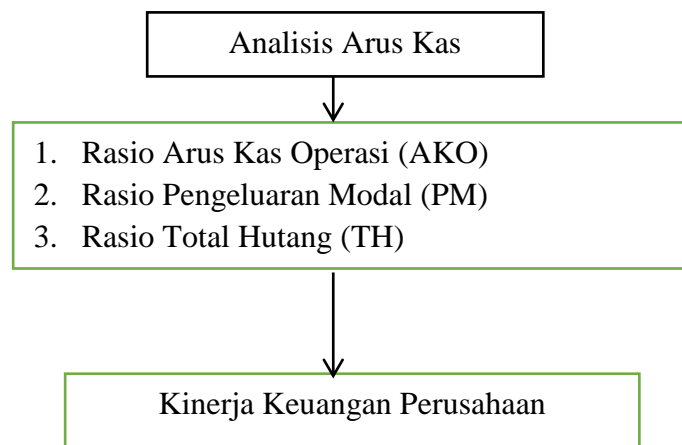 Analisis Arus Kas
1. Rasio Arus Kas Operasi (AKO)
2. Rasio Pengeluaran Modal (PM)
3. Rasio Total Hutang (TH)
Kinerja Keuangan Perusahaan